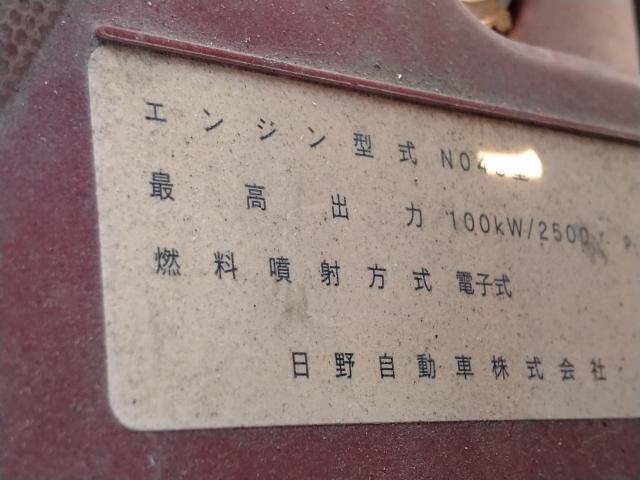 エンジン型式
最高出力 100kW/2500
燃料噴射方式 電子式
日野自動車株式会社